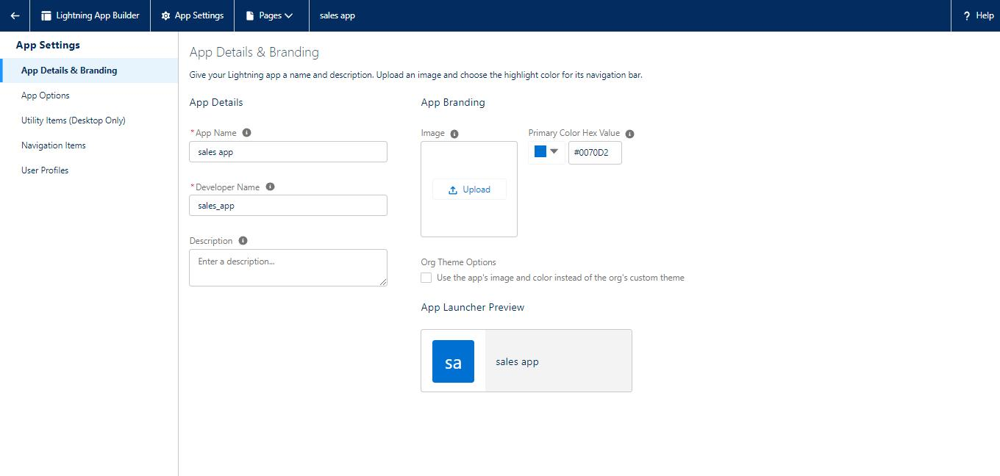 Lightning App Builder
App Settings
Pages
sales app
? Help
App Settings
App Details & Branding
App Options
Utility Items (Desktop Only)
Navigation Items
User Profiles
App Details & Branding
Give your Lightning app a name and description. Upload an image and choose the highlight color for its navigation bar.
App Details
*App Name
sales app
*Developer Name
sales_app
Description
Enter a description...
App Branding
Image
Upload
Primary Color Hex Value
#0070D2
Org Theme Options
Use the app's image and color instead of the org's custom theme
App Launcher Preview
sa
sales app